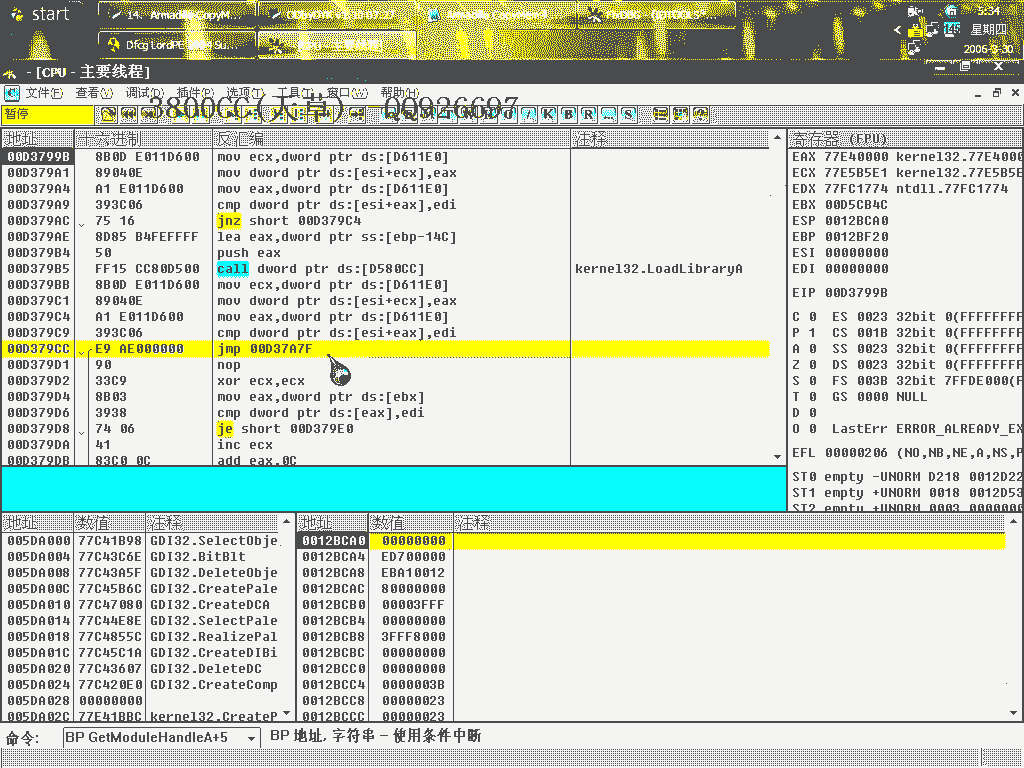 start
14. Armadillo CopyM...
5:34
星期四
2006-3-30
- [CPU - 主要线程]
文件(F) 查看(V) 调试(D) 插件(P) 选项(T) 工具(T) 窗口(W) 帮助(H)
3800CC(天草) 00926697
暂停
K B R ... S
地址 十六进制 反汇编 注释
00D3799B 8B0D E011D600 mov ecx,dword ptr ds:[D611E0]
00D379A1 89040E mov dword ptr ds:[esi+ecx],eax
00D379A4 A1 E011D600 mov eax,dword ptr ds:[D611E0]
00D379A9 393C06 cmp dword ptr ds:[esi+eax],edi
00D379AC 75 16 jnz short 00D379C4
00D379AE 8D85 B4FEFFFF lea eax,dword ptr ss:[ebp-14C]
00D379B4 50 push eax
00D379B5 FF15 CC80D500 call dword ptr ds:[D580CC] kernel32.LoadLibraryA
00D379BB 8B0D E011D600 mov ecx,dword ptr ds:[D611E0]
00D379C1 89040E mov dword ptr ds:[esi+ecx],eax
00D379C4 A1 E011D600 mov eax,dword ptr ds:[D611E0]
00D379C9 393C06 cmp dword ptr ds:[esi+eax],edi
00D379CC E9 AE000000 jmp 00D37A7F
00D379D1 90 nop
00D379D2 33C9 xor ecx,ecx
00D379D4 8B03 mov eax,dword ptr ds:[ebx]
00D379D6 3938 cmp dword ptr ds:[eax],edi
00D379D8 74 06 je short 00D379E0
00D379DA 41 inc ecx
00D379DB 83C0 0C add eax,0C
寄存器 (FPU)
EAX 77E40000 kernel32.77E4000
ECX 77E5B5E1 kernel32.77E5B5E
EDX 77FC1774 ntdll.77FC1774
EBX 00D5CB4C
ESP 0012BCA0
EBP 0012BF20
ESI 00000000
EDI 00000000
EIP 00D3799B
C 0 ES 0023 32bit 0(FFFFFFFF
P 1 CS 001B 32bit 0(FFFFFFFF
A 0 SS 0023 32bit 0(FFFFFFFF
Z 0 DS 0023 32bit 0(FFFFFFFF
S 0 FS 003B 32bit 7FFDE000(F
T 0 GS 0000 NULL
D 0
O 0 LastErr ERROR_ALREADY_EX
EFL 00000206 (NO,NB,NE,A,NS,P
ST0 empty -UNORM D218 0012D22
ST1 empty +UNORM 0018 0012D53
ST2 empty +UNORM 0003 0000000
地址 数值 注释
005DA000 77C41B98 GDI32.SelectObje
005DA004 77C43C6E GDI32.BitBlt
005DA008 77C43A5F GDI32.DeleteObje
005DA00C 77C45B6C GDI32.CreatePale
005DA010 77C47080 GDI32.CreateDCA
005DA014 77C44E8E GDI32.SelectPale
005DA018 77C4855C GDI32.RealizePal
005DA01C 77C45C1A GDI32.CreateDIBi
005DA020 77C43607 GDI32.DeleteDC
005DA024 77C420E0 GDI32.CreateComp
005DA028 00000000
005DA02C 77E41BBC kernel32.CreateP
地址 数值 注释
0012BCA0 00000000
0012BCA4 ED700000
0012BCA8 EBA10012
0012BCAC 80000000
0012BCB0 00003FFF
0012BCB4 00000000
0012BCB8 3FFF8000
0012BCBC 00000000
0012BCC0 00000000
0012BCC4 0000003B
0012BCC8 00000023
0012BCCC 00000023
命令: BP GetModuleHandleA+5 BP 地址, 字符串 - 使用条件中断